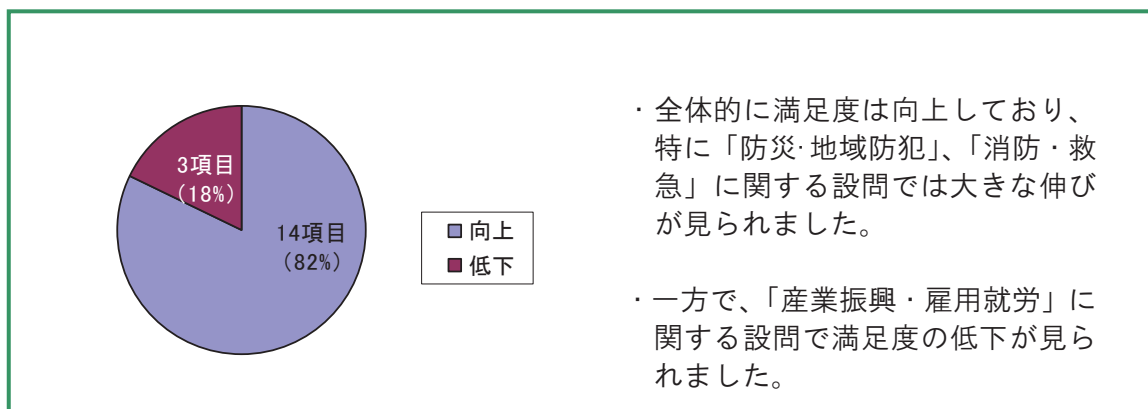 3項目
(18%)
14項目
(82%)
向上
低下
・全体的に満足度は向上しており、
特に「防災･地域防犯」、「消防・救
急」に関する設問では大きな伸び
が見られました。
・一方で、「産業振興・雇用就労」に
関する設問で満足度の低下が見ら
れました。